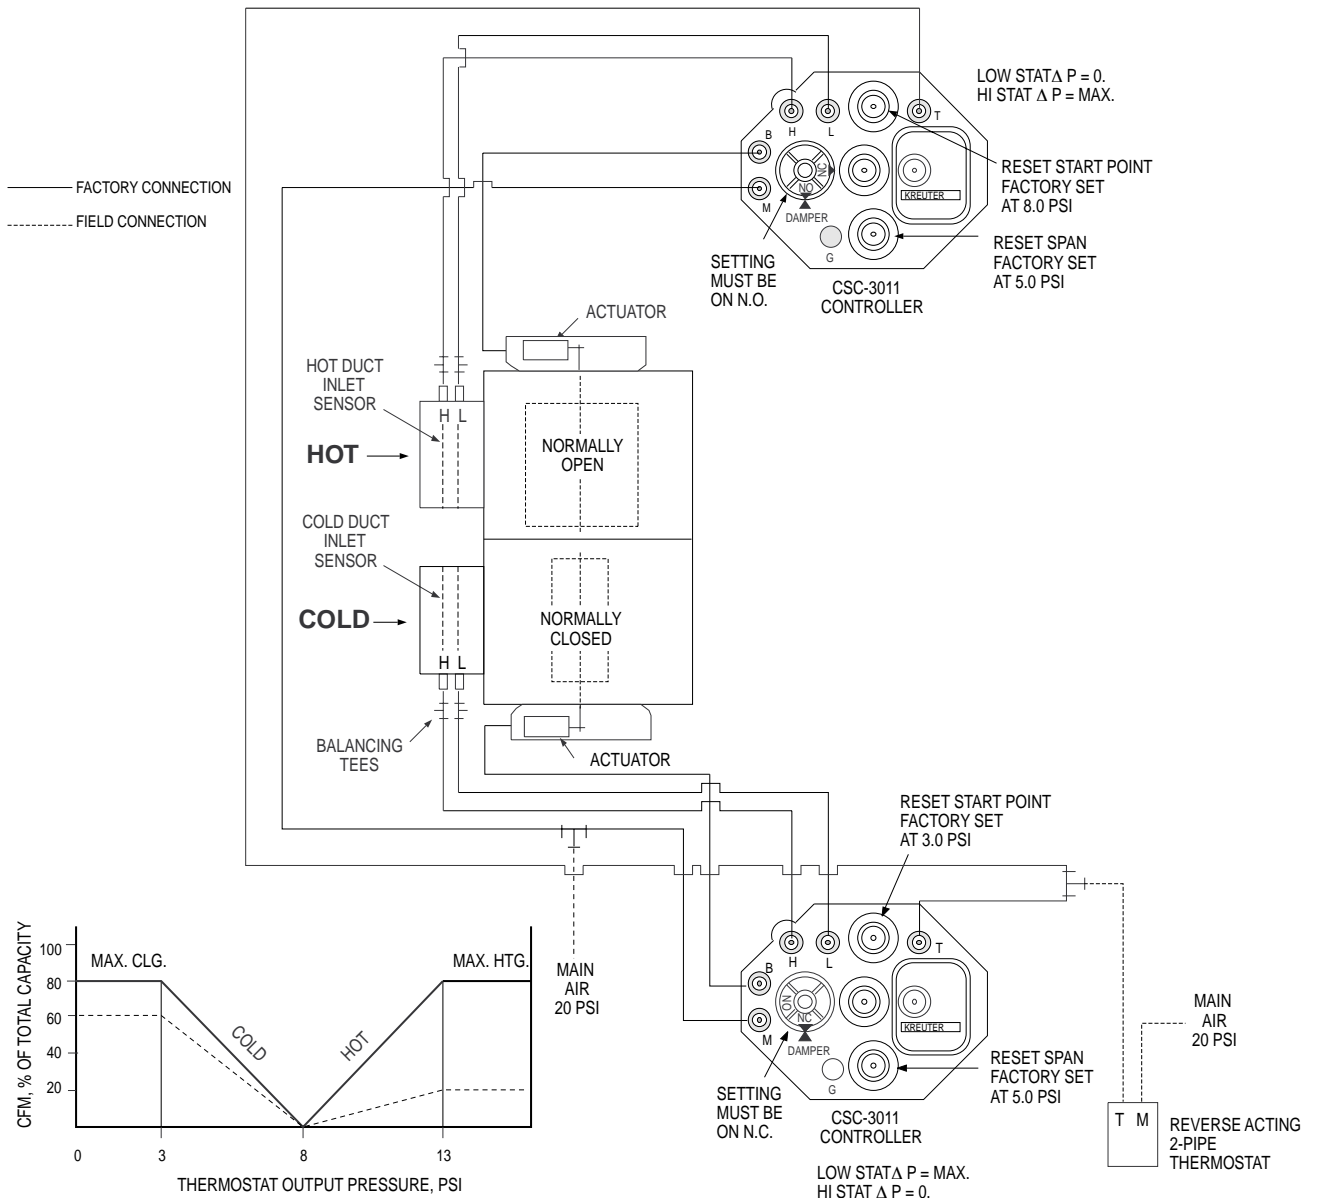 LOW STAT Δ P = 0.
HI STAT Δ P = MAX.
FACTORY CONNECTION
FIELD CONNECTION
B
H
L
T
M
NC
NO
DAMPER
G
KREUTER
RESET START POINT
FACTORY SET
AT 8.0 PSI
RESET SPAN
FACTORY SET
AT 5.0 PSI
SETTING
MUST BE
ON N.O.
CSC-3011
CONTROLLER
ACTUATOR
HOT DUCT
INLET
SENSOR
H L
HOT
NORMALLY
OPEN
COLD DUCT
INLET
SENSOR
COLD
NORMALLY
CLOSED
H L
BALANCING
TEES
ACTUATOR
RESET START POINT
FACTORY SET
AT 3.0 PSI
B
H
L
T
M
NO
NC
DAMPER
G
KREUTER
RESET SPAN
FACTORY SET
AT 5.0 PSI
SETTING
MUST BE
ON N.C.
CSC-3011
CONTROLLER
LOW STAT Δ P = MAX.
HI STAT Δ P = 0.
MAIN
AIR
20 PSI
MAIN
AIR
20 PSI
T M
REVERSE ACTING
2-PIPE
THERMOSTAT
CFM, % OF TOTAL CAPACITY
100
80
60
40
20
MAX. CLG.
MAX. HTG.
COLD
HOT
0
3
8
13
THERMOSTAT OUTPUT PRESSURE, PSI